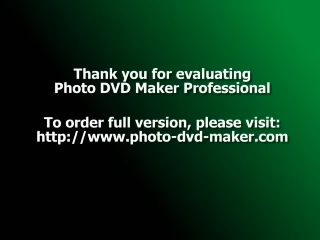 Thank you for evaluating
Photo DVD Maker Professional
To order full version, please visit:
http://www.photo-dvd-maker.com